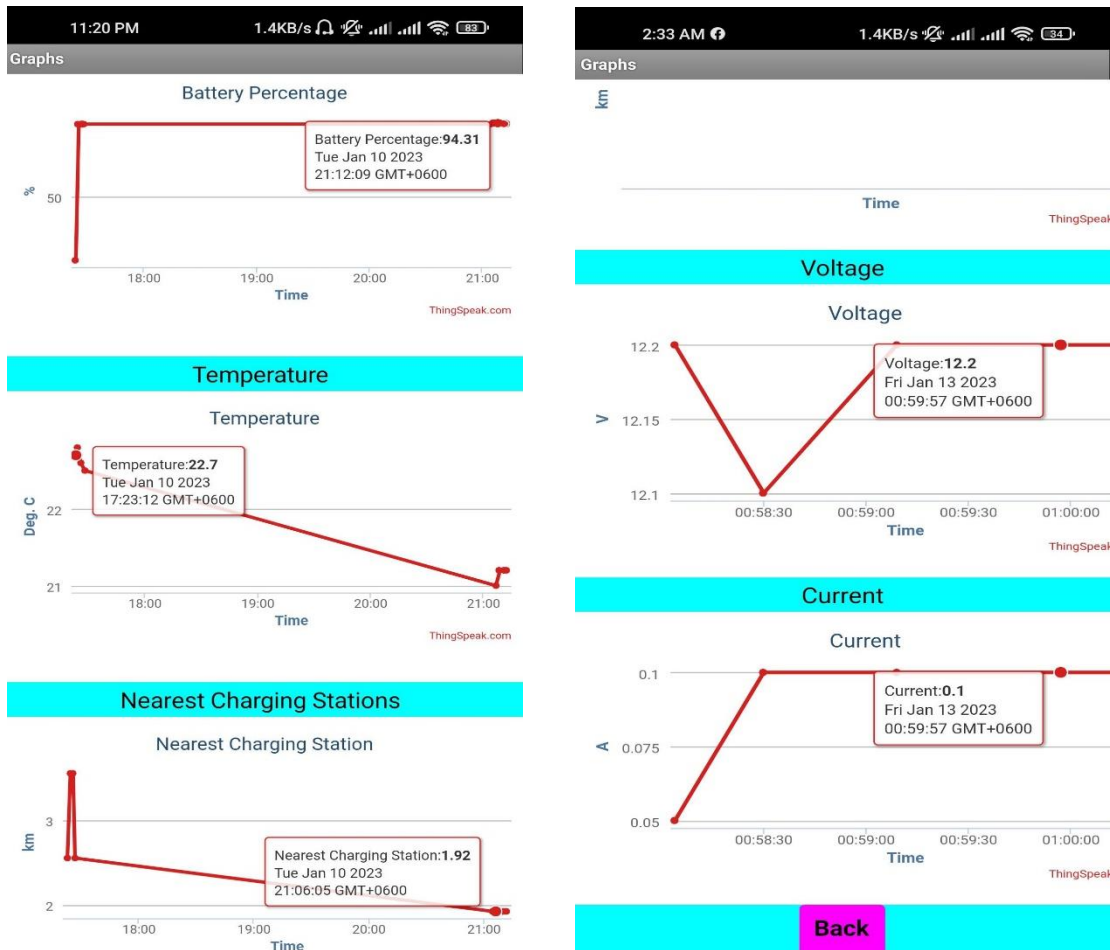 11:20 PM 1.4KB/s 83
Graphs
Battery Percentage
Battery Percentage:94.31
Tue Jan 10 2023
21:12:09 GMT+0600
%
50
18:00 19:00 20:00 21:00
Time
ThingSpeak.com
Temperature
Temperature
Temperature:22.7
Tue Jan 10 2023
17:23:12 GMT+0600
Deg. C
22
21
18:00 19:00 20:00 21:00
Time
ThingSpeak.com
Nearest Charging Stations
Nearest Charging Station
3
km
Nearest Charging Station:1.92
Tue Jan 10 2023
21:06:05 GMT+0600
2
18:00 19:00 20:00 21:00
Time
2:33 AM 1.4KB/s 34
Graphs
km
Time
ThingSpeak
Voltage
Voltage
12.2
Voltage:12.2
Fri Jan 13 2023
00:59:57 GMT+0600
V
12.15
12.1
00:58:30 00:59:00 00:59:30 01:00:00
Time
ThingSpeak
Current
Current
0.1
Current:0.1
Fri Jan 13 2023
00:59:57 GMT+0600
A
0.075
0.05
00:58:30 00:59:00 00:59:30 01:00:00
Time
ThingSpeak
Back